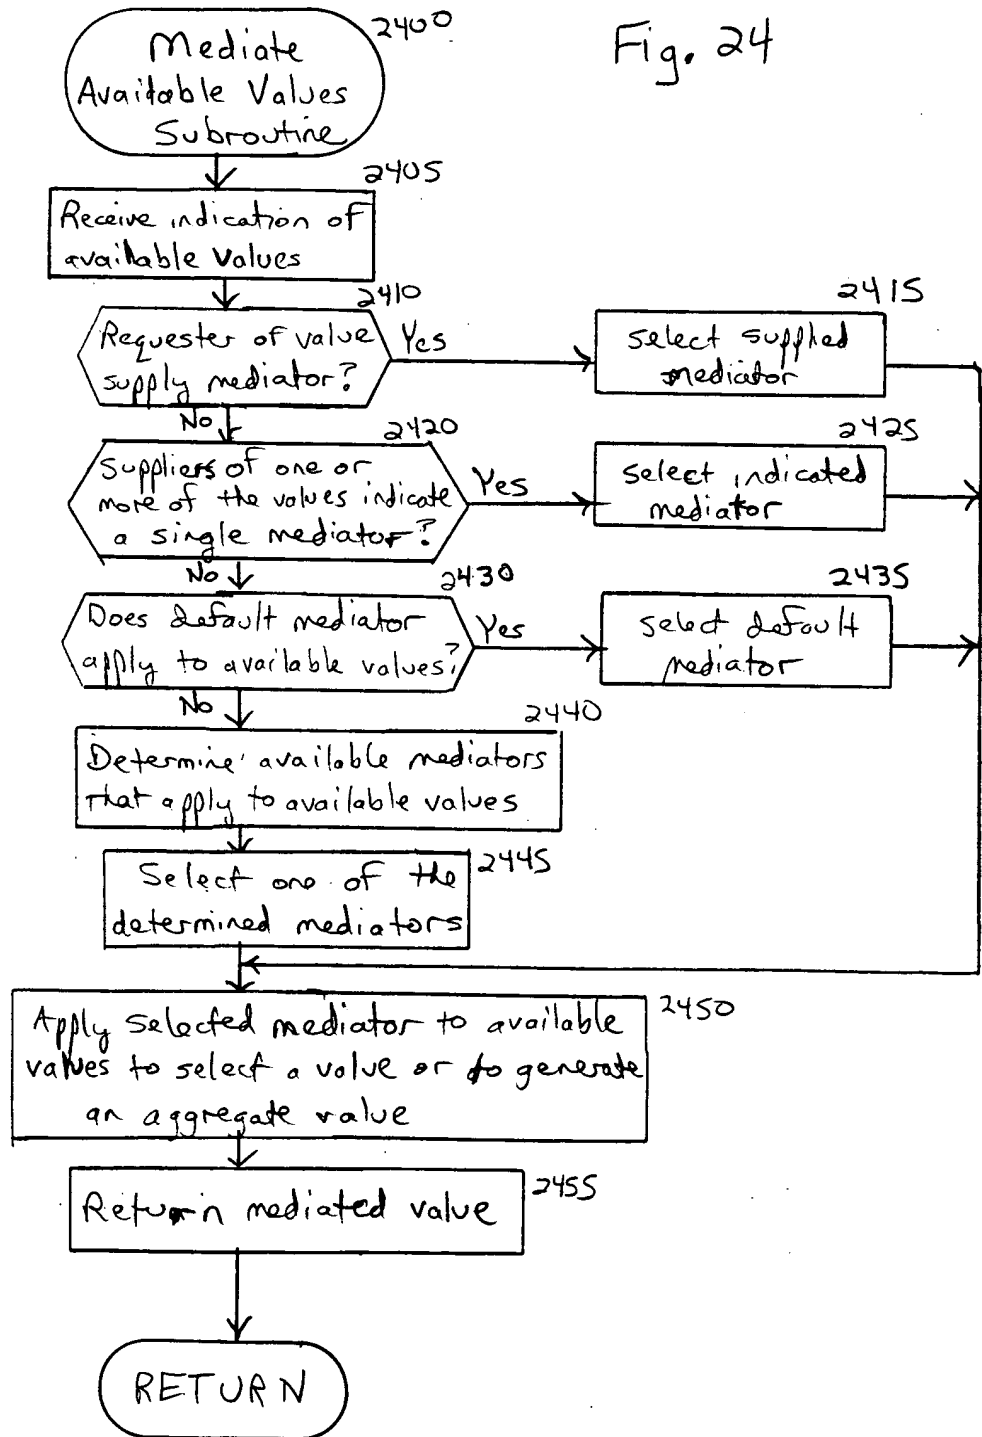 Fig. 24
2400
Mediate
Available Values
Subroutine
2405
Receive indication of
available values
2410
Requester of value
supply mediator?
Yes
2415
select supplied
mediator
No
2420
Suppliers of one or
more of the values indicate
a single mediator?
Yes
2425
select indicated
mediator
No
2430
Does default mediator
apply to available values?
Yes
2435
select default
mediator
No
2440
Determine available mediators
that apply to available values
2445
Select one of the
determined mediators
2450
Apply selected mediator to available
values to select a value or to generate
an aggregate value
2455
Return mediated value
RETURN